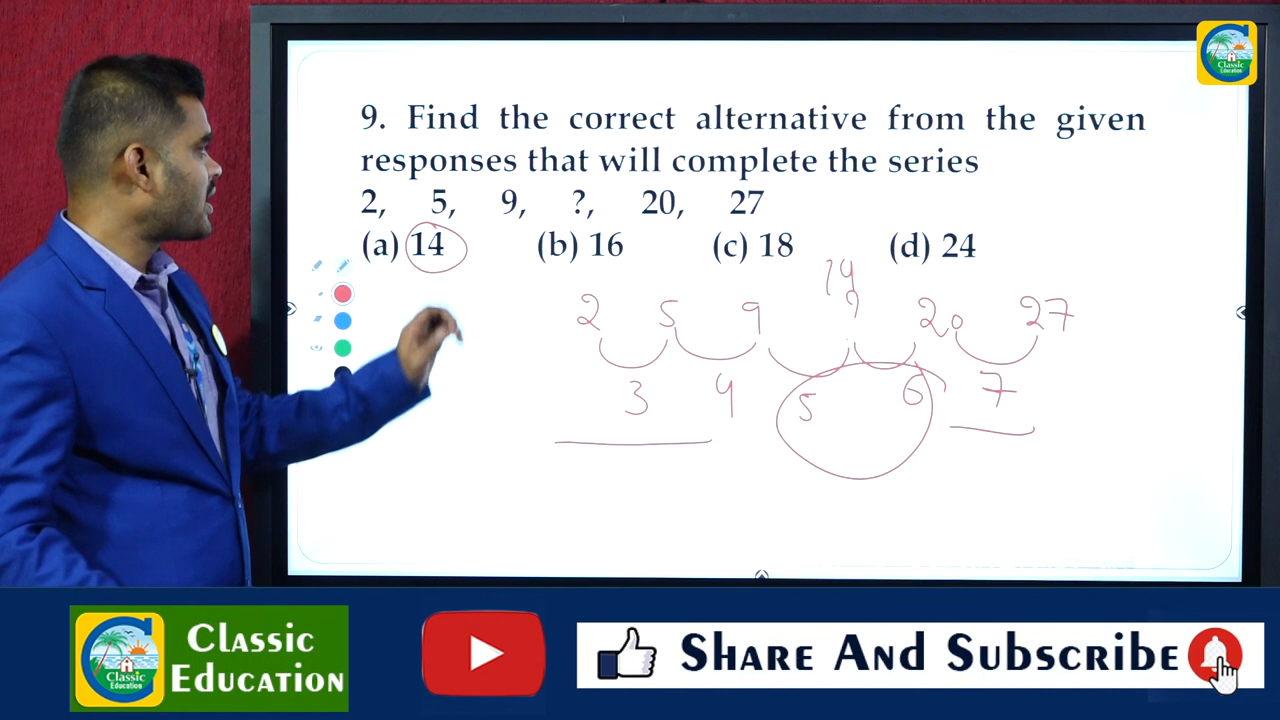 Classic
Education
9. Find the correct alternative from the given
responses that will complete the series
2, 5, 9, ?, 20, 27
(a) 14 (b) 16 (c) 18 (d) 24
14
2 5 9 ? 20 27
3 4 5 6 7
Classic
Education
Classic
Education
SHARE AND SUBSCRIBE